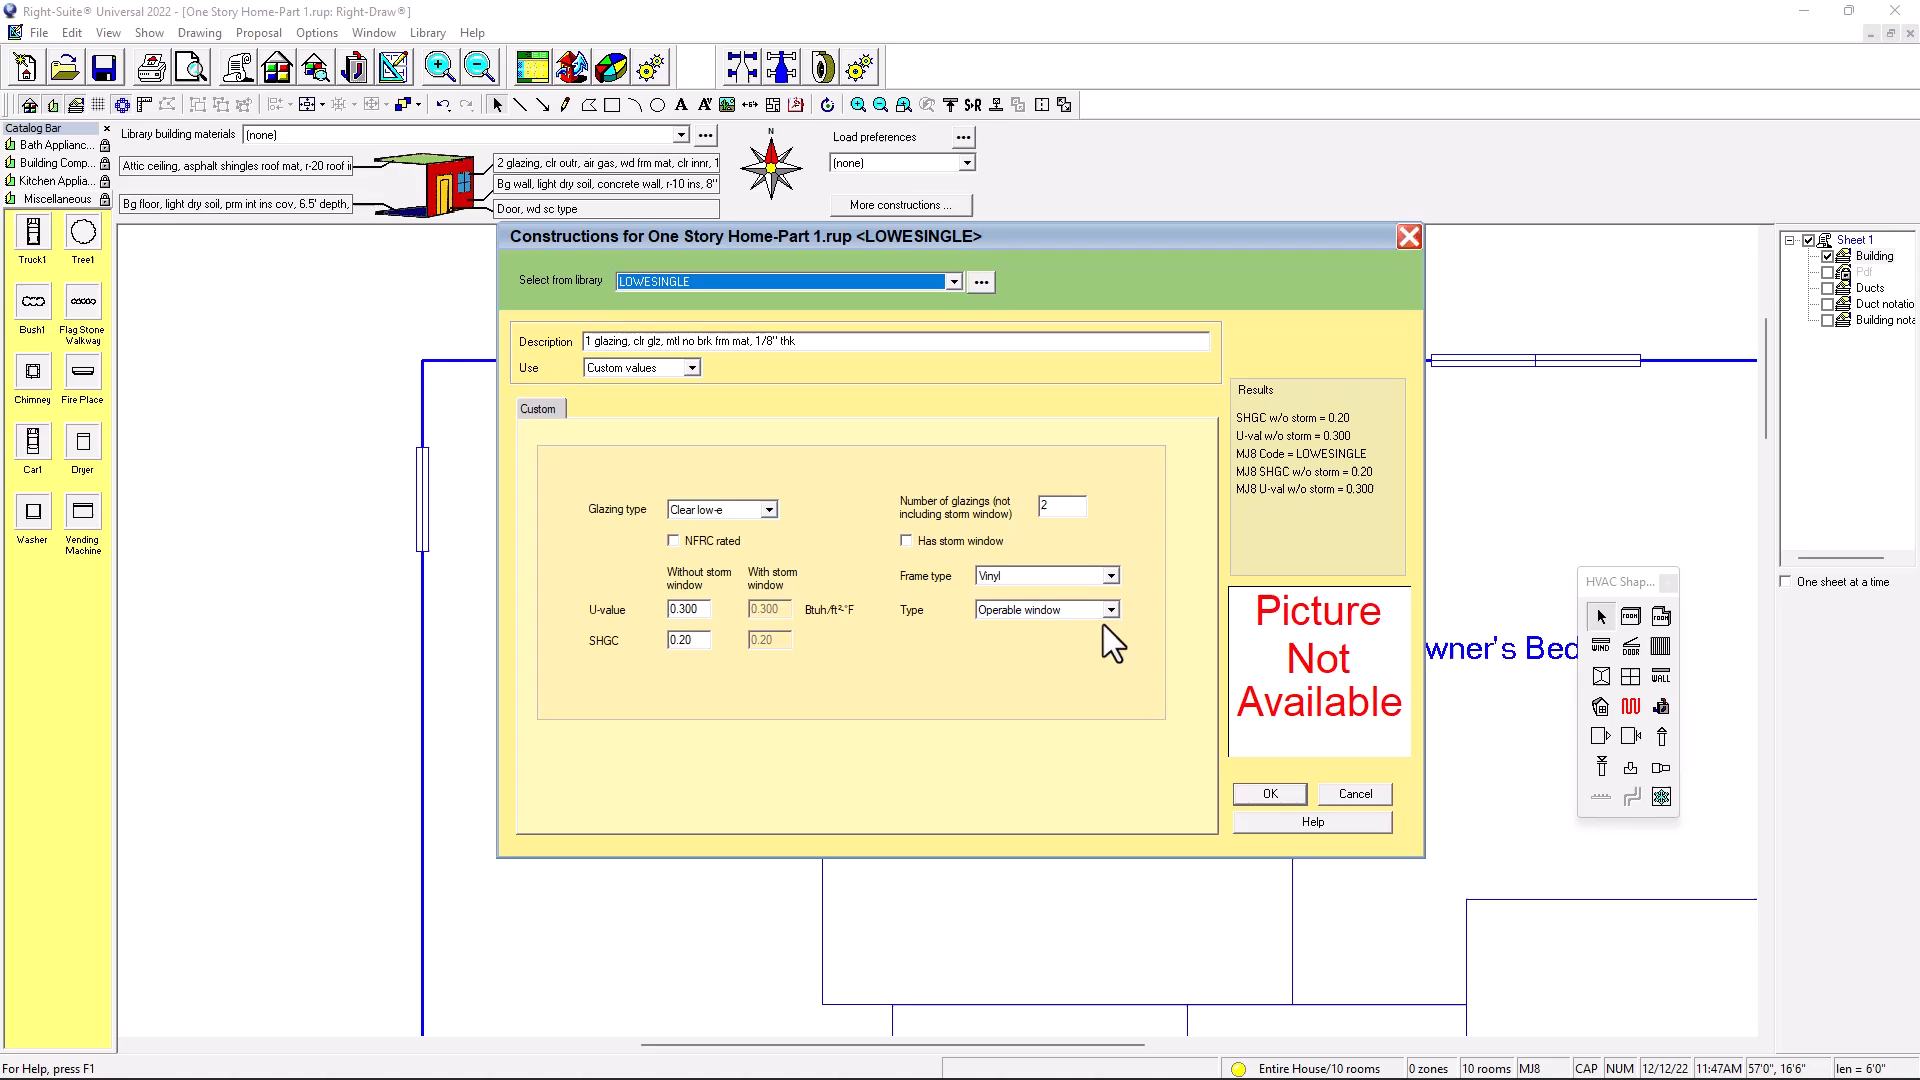 Right-Suite® Universal 2022 - [One Story Home-Part 1.rup: Right-Draw®]
File Edit View Show Drawing Proposal Options Window Library Help
Catalog Bar
Bath Applianc...
Building Comp...
Kitchen Applia...
Miscellaneous
Library building materials (none)
Attic ceiling, asphalt shingles roof mat, r-20 roof i
Bg floor, light dry soil, prm int ins cov, 6.5' depth,
2 glazing, clr outr, air gas, wd frm mat, clr innr, 1
Bg wall, light dry soil, concrete wall, r-10 ins, 8"
Door, wd sc type
N
Load preferences
(none)
More constructions ...
Truck1 Tree1
Bush1 Flag Stone Walkway
Chimney Fire Place
Car1 Dryer
Washer Vending Machine
Constructions for One Story Home-Part 1.rup <LOWESINGLE>
Select from library LOWESINGLE
Description 1 glazing, clr glz, mtl no brk frm mat, 1/8" thk
Use Custom values
Custom
Glazing type Clear low-e
NFRC rated
Without storm window With storm window
U-value 0.300 0.300 Btuh/ft²-°F
SHGC 0.20 0.20
Number of glazings (not including storm window) 2
Has storm window
Frame type Vinyl
Type Operable window
Results
SHGC w/o storm = 0.20
U-val w/o storm = 0.300
MJ8 Code = LOWESINGLE
MJ8 SHGC w/o storm = 0.20
MJ8 U-val w/o storm = 0.300
Picture
Not
Available
OK Cancel
Help
wner's Bed
Sheet 1
Building
Pdf
Ducts
Duct notatio
Building nota
One sheet at a time
HVAC Shap...
ROOM ROOM
WIND DOOR
WALL
For Help, press F1
Entire House/10 rooms 0 zones 10 rooms MJ8 CAP NUM 12/12/22 11:47AM 57'0", 16'6" len = 6'0"